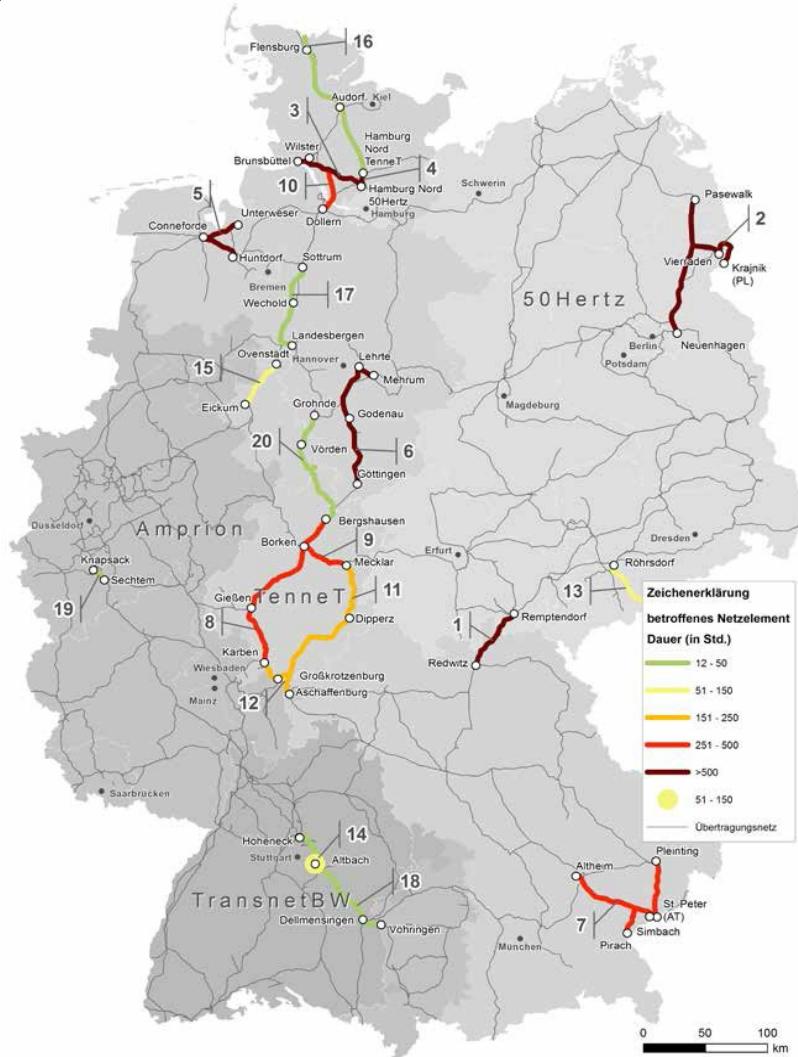 Flensburg
16
Audorf
Kiel
3
Hamburg
Nord
TenneT
Wilster
Brunsbüttel
4
10
Hamburg Nord
50Hertz
Schwerin
Pasewalk
5
Unterweser
Dollern
Hamburg
Conneforde
2
Huntdorf
Sottrum
Vierraden
Krajnik
(PL)
Bremen
Wechold
17
50Hertz
Landesbergen
Berlin
Neuenhagen
Ovenstädt
Hannover
Lehrte
Potsdam
15
Mehrum
Eickum
Grohnde
Godenau
Magdeburg
20
Vörden
6
Göttingen
Düsseldorf
Amprion
Bergshausen
Borken
9
Erfurt
Dresden
Knapsack
Mecklar
Röhrsdorf
Sechtem
13
19
Gießen
TenneT
11
8
Dipperz
1
Remptendorf
Karben
Redwitz
Wiesbaden
Großkrotzenburg
Mainz
12
Aschaffenburg
Zeichenerklärung
betroffenes Netzelement
Dauer (in Std.)
12 - 50
51 - 150
151 - 250
251 - 500
>500
51 - 150
Übertragungsnetz
Saarbrücken
Hoheneck
14
Stuttgart
Altbach
Pleinting
Altheim
18
TransnetBW
St. Peter
(AT)
Dellmensingen
Vöhringen
7
Simbach
München
Pirach
0 50 100
km